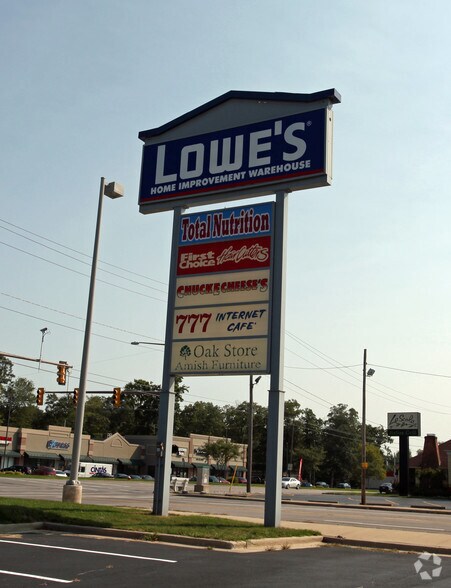 LOWE'S®
HOME IMPROVEMENT WAREHOUSE
Total Nutrition
First Choice Haircutters
CHUCK E CHEESE'S
777 INTERNET CAFE
Oak Store
Amish Furniture